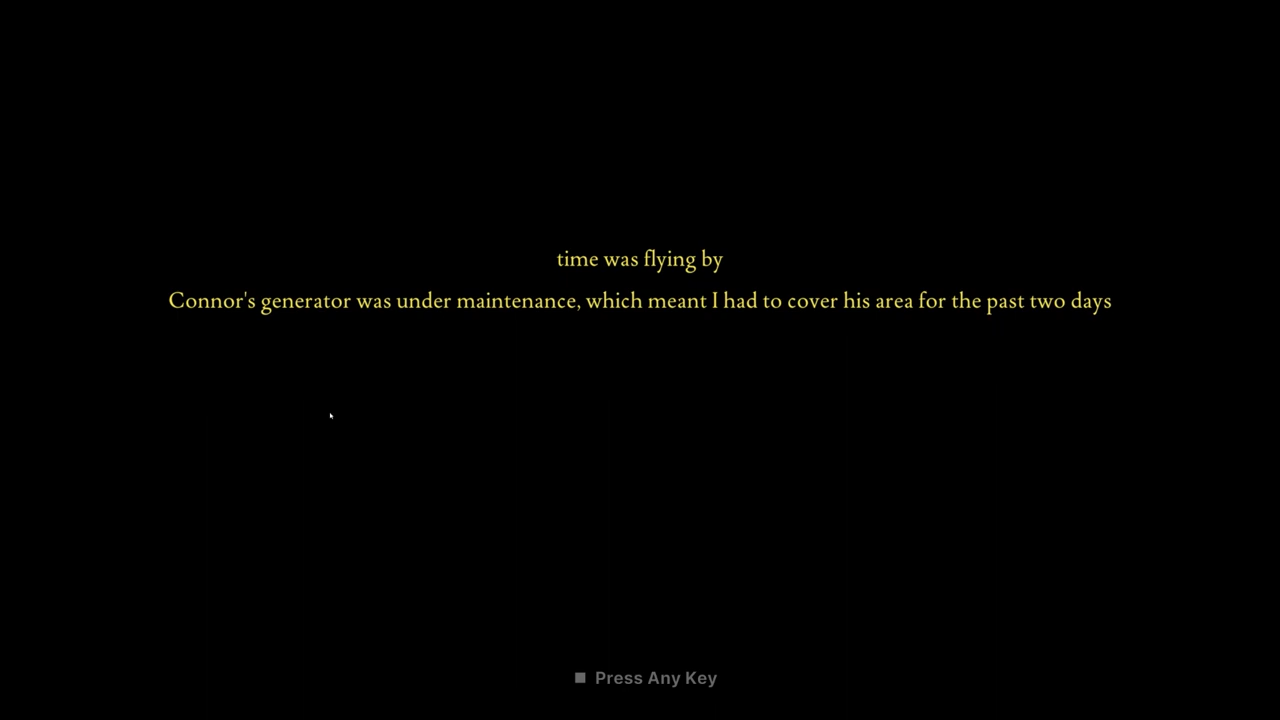 time was flying by
Connor's generator was under maintenance, which meant I had to cover his area for the past two days
Press Any Key